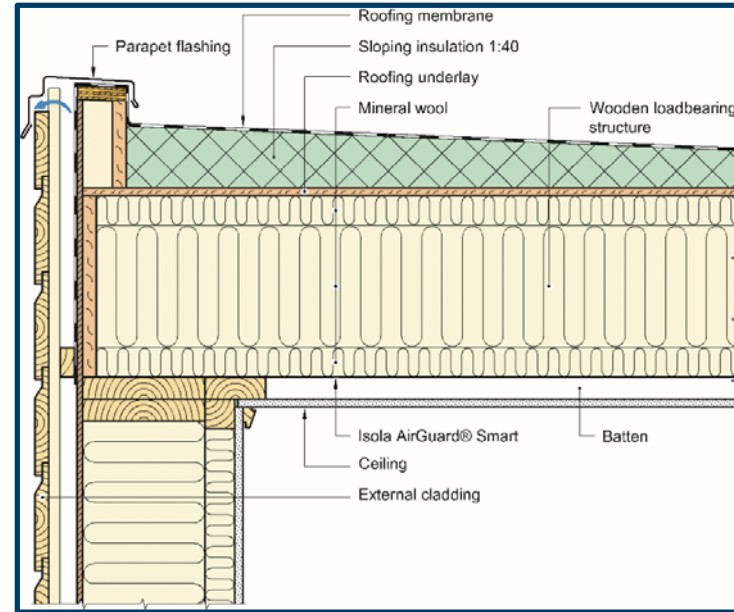 Roofing membrane
Parapet flashing
Sloping insulation 1:40
Roofing underlay
Mineral wool
Wooden loadbearing
structure
Isola AirGuard® Smart
Batten
Ceiling
External cladding